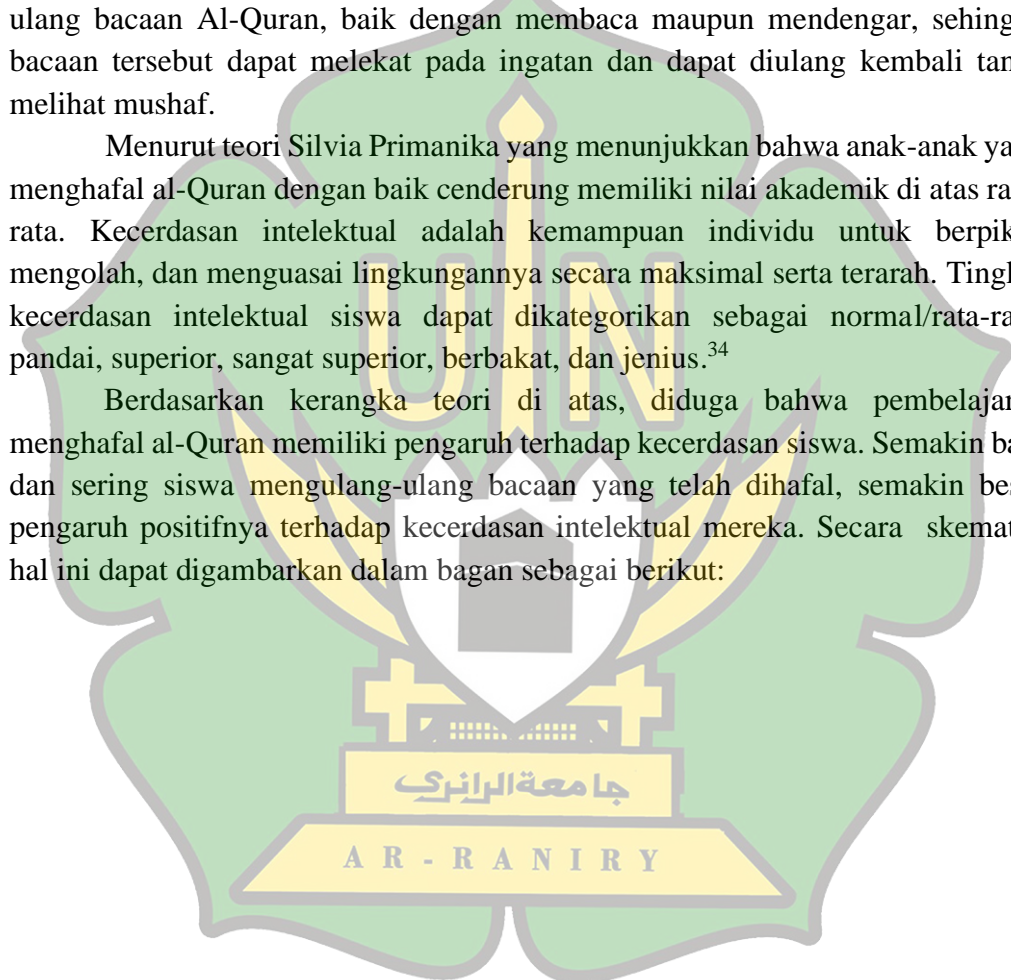 ulang bacaan Al-Quran, baik dengan membaca maupun mendengar, sehing
bacaan tersebut dapat melekat pada ingatan dan dapat diulang kembali tan
melihat mushaf.
Menurut teori Silvia Primanika yang menunjukkan bahwa anak-anak ya
menghafal al-Quran dengan baik cenderung memiliki nilai akademik di atas ra
rata. Kecerdasan intelektual adalah kemampuan individu untuk berpik
mengolah, dan menguasai lingkungannya secara maksimal serta terarah. Tingk
kecerdasan intelektual siswa dapat dikategorikan sebagai normal/rata-ra
pandai, superior, sangat superior, berbakat, dan jenius.34
Berdasarkan kerangka teori di atas, diduga bahwa pembelajar
menghafal al-Quran memiliki pengaruh terhadap kecerdasan siswa. Semakin ba
dan sering siswa mengulang-ulang bacaan yang telah dihafal, semakin bes
pengaruh positifnya terhadap kecerdasan intelektual mereka. Secara skemat
hal ini dapat digambarkan dalam bagan sebagai berikut:
UIN
جامعةالرانري
AR-RANIRY